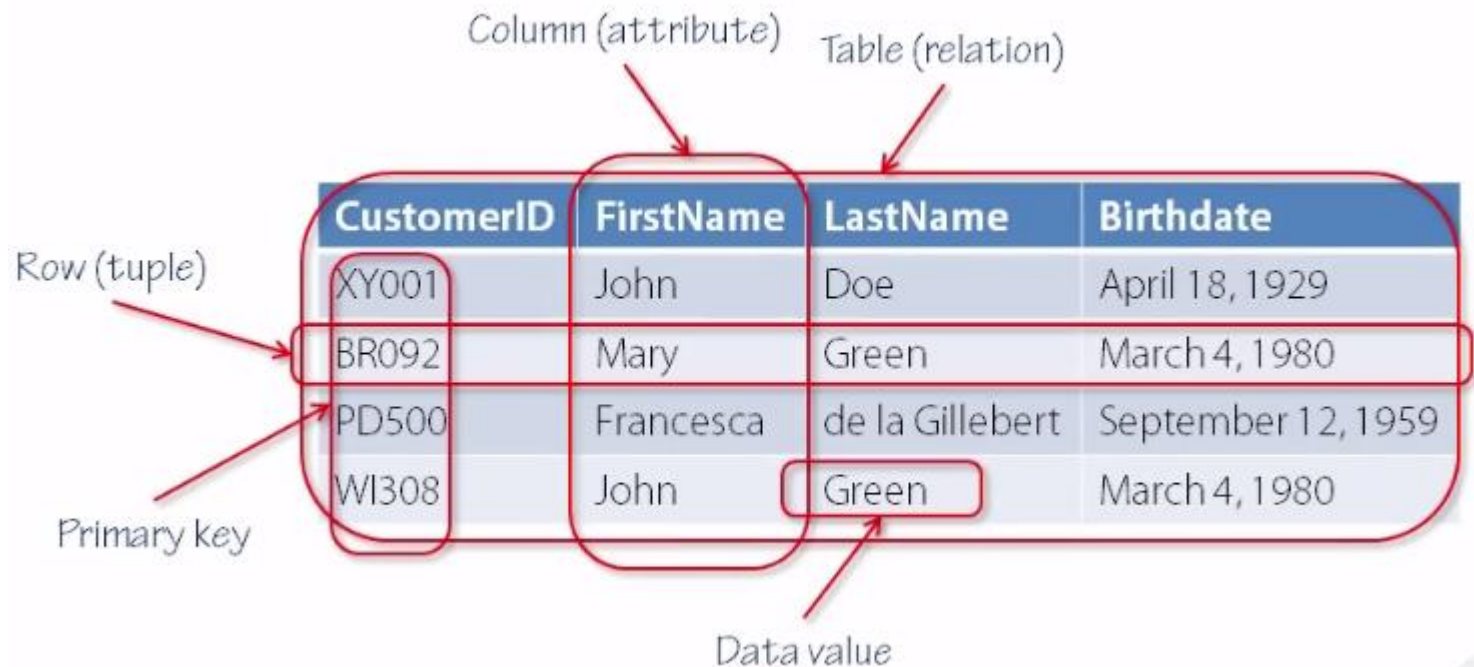 Column (attribute)
Table (relation)
CustomerID FirstName LastName Birthdate
Row (tuple)
XY001 John Doe April 18, 1929
BR092 Mary Green March 4, 1980
PD500 Francesca de la Gillebert September 12, 1959
WI308 John Green March 4, 1980
Primary key
Data value